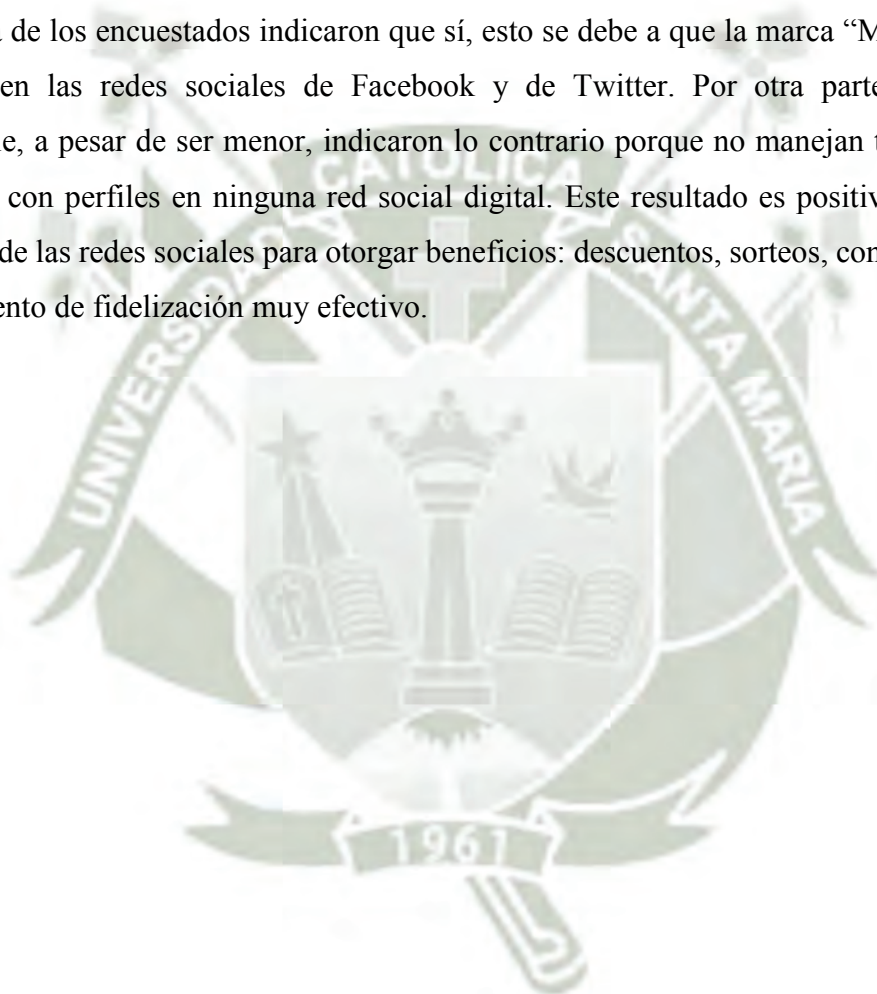 de los encuestados indicaron que sí, esto se debe a que la marca “M
en las redes sociales de Facebook y de Twitter. Por otra parte
e, a pesar de ser menor, indicaron lo contrario porque no manejan t
con perfiles en ninguna red social digital. Este resultado es positiv
de las redes sociales para otorgar beneficios: descuentos, sorteos, con
ento de fidelización muy efectivo.
UNIVERSIDAD CATOLICA SANTA MARIA
1961